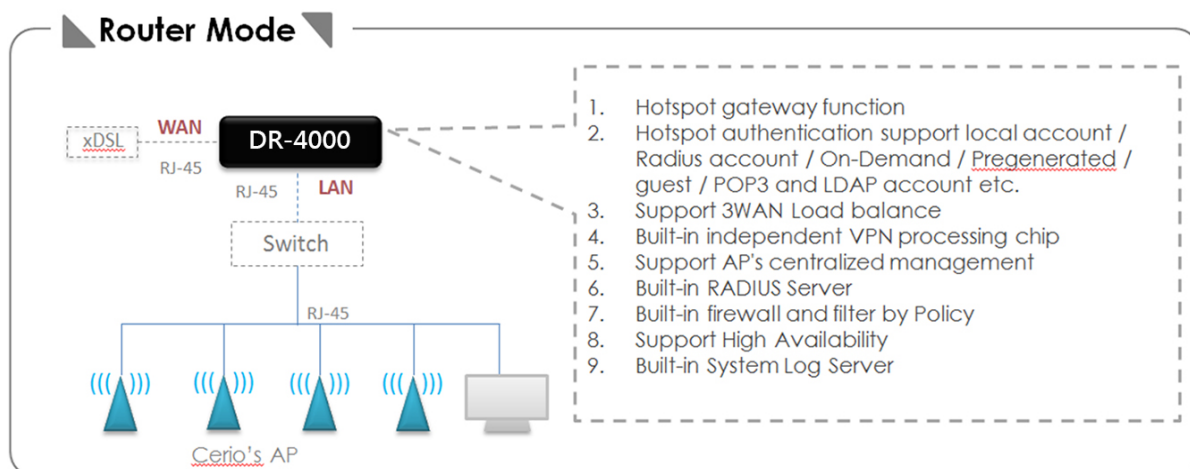 Router Mode
xDSL
WAN
RJ-45
DR-4000
RJ-45
LAN
Switch
RJ-45
Cerio's AP
1. Hotspot gateway function
2. Hotspot authentication support local account /
Radius account / On-Demand / Pregenerated /
guest / POP3 and LDAP account etc.
3. Support 3WAN Load balance
4. Built-in independent VPN processing chip
5. Support AP's centralized management
6. Built-in RADIUS Server
7. Built-in firewall and filter by Policy
8. Support High Availability
9. Built-in System Log Server